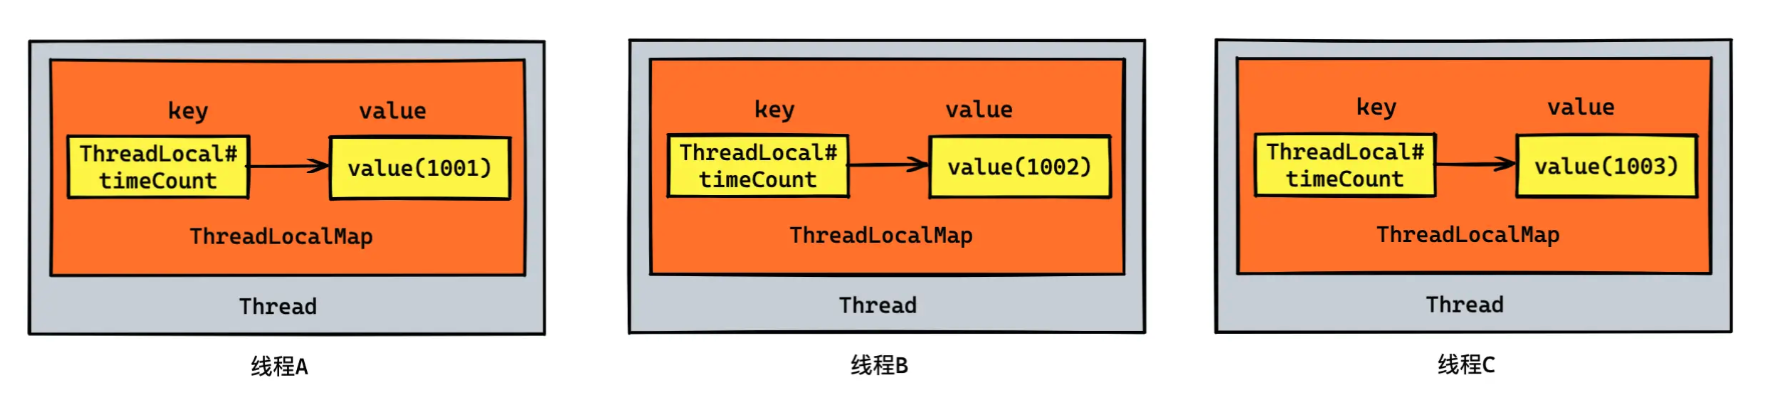 key value
ThreadLocal#
timeCount
value(1001)
ThreadLocalMap
Thread
线程A
key value
ThreadLocal#
timeCount
value(1002)
ThreadLocalMap
Thread
线程B
key value
ThreadLocal#
timeCount
value(1003)
ThreadLocalMap
Thread
线程C